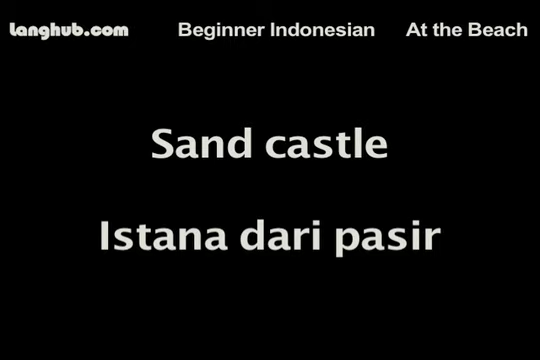 Langhub.com Beginner Indonesian At the Beach
Sand castle
Istana dari pasir